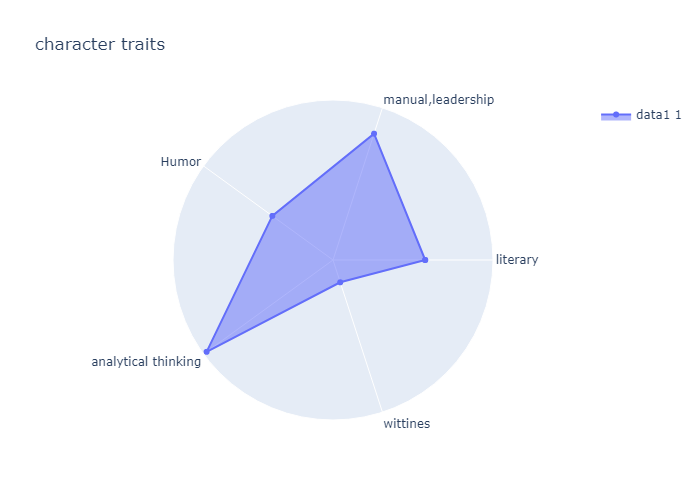 character traits
manual,leadership
data1 1
Humor
literary
analytical thinking
wittines